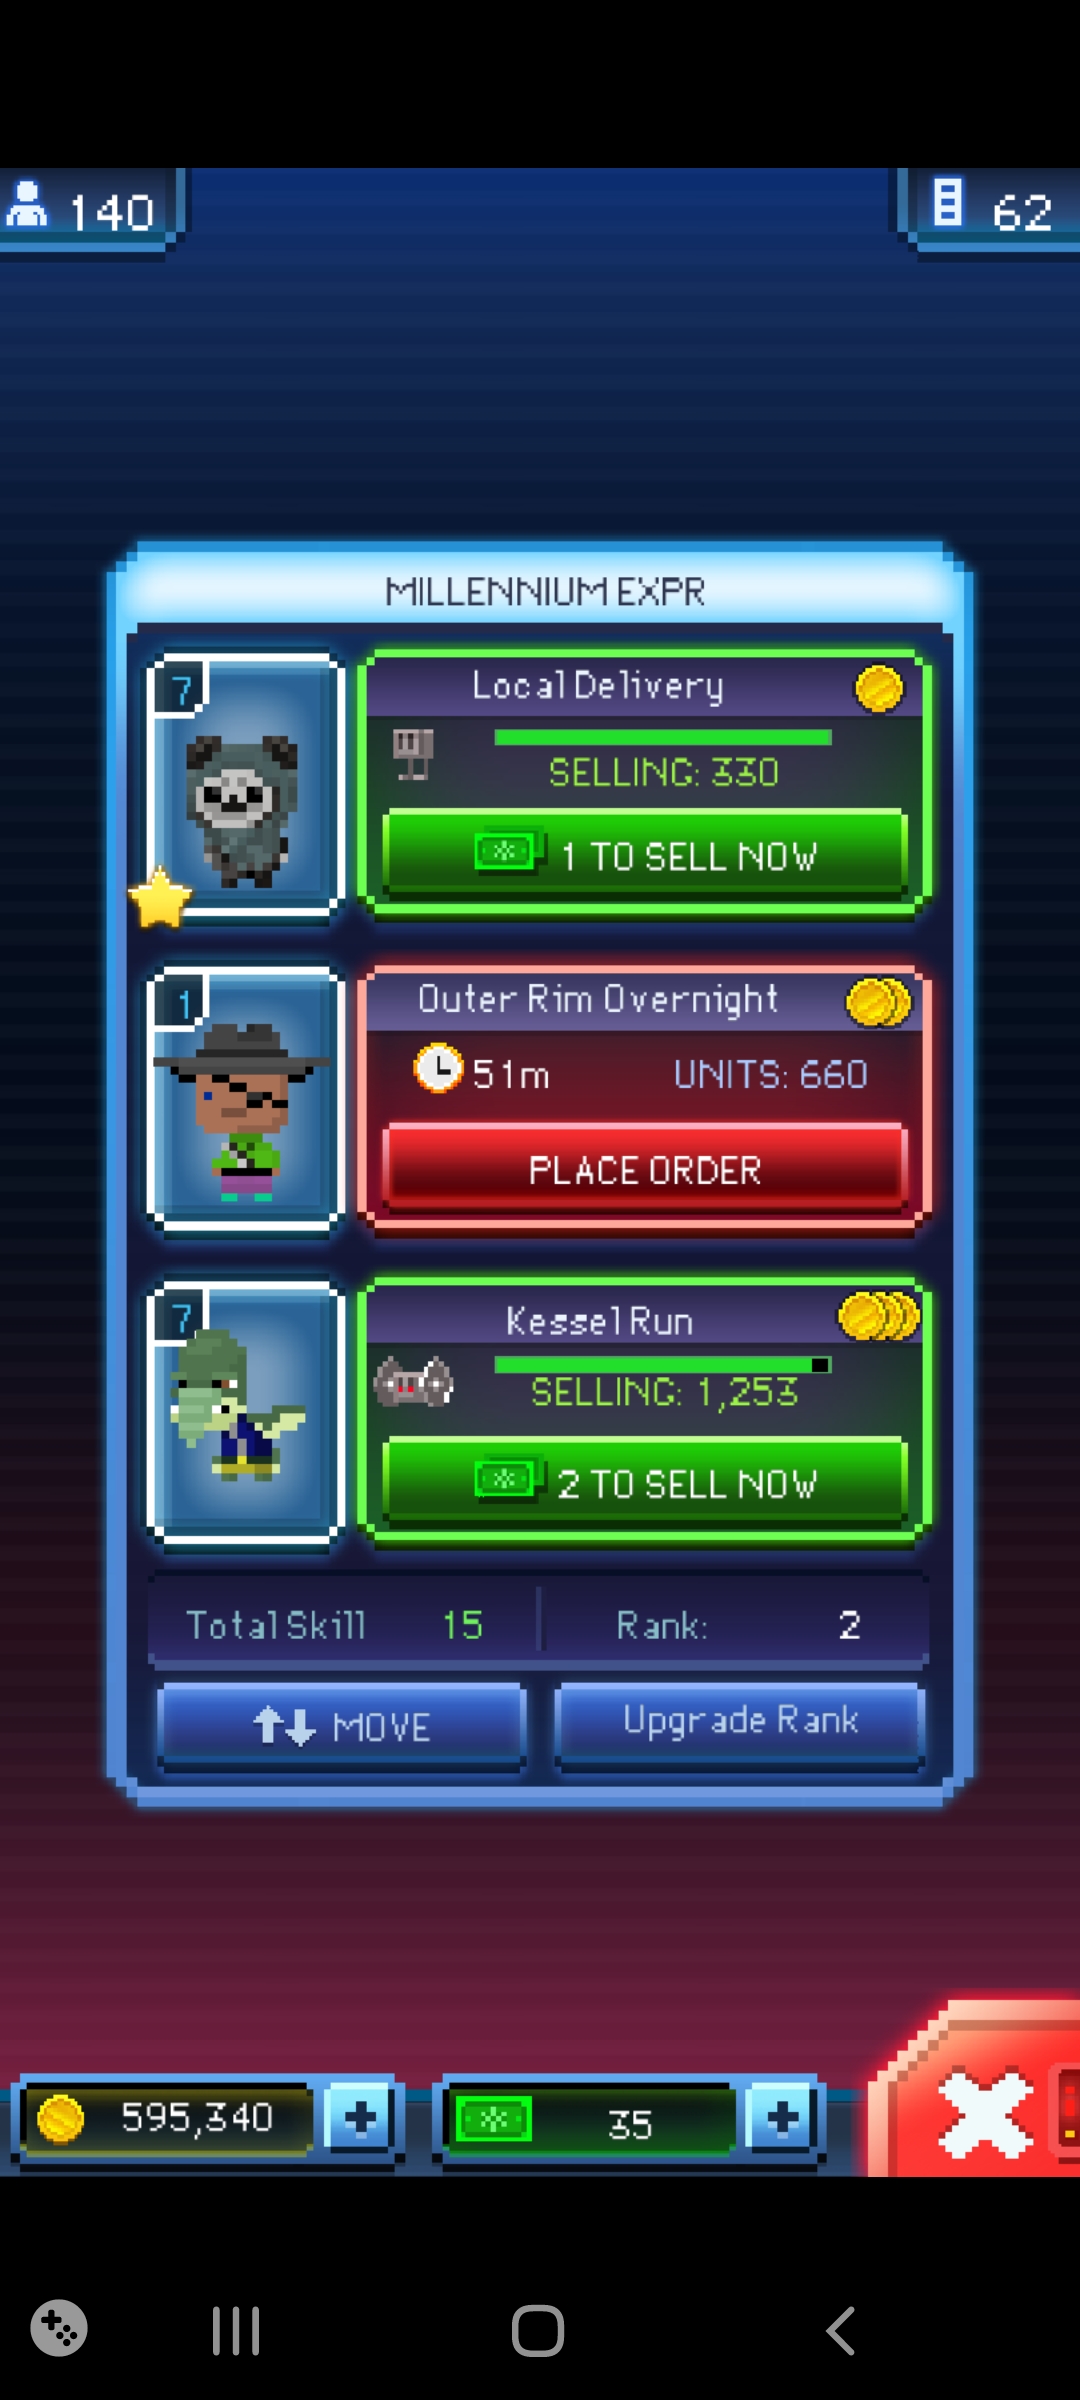 140
62
MILLENNIUM EXPR
7
Local Delivery
SELLING: 330
1 TO SELL NOW
1
Outer Rim Overnight
51m UNITS: 660
PLACE ORDER
7
Kessel Run
SELLING: 1,253
2 TO SELL NOW
Total Skill 15 Rank: 2
MOVE Upgrade Rank
595,340 35